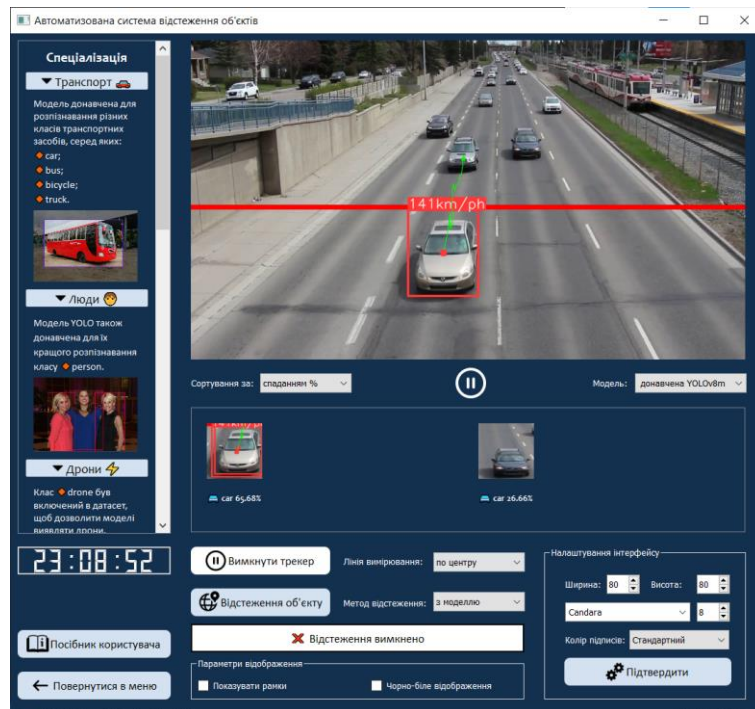 Автоматизована система відстеження об'єктів
Спеціалізація
Транспорт
Модель донавчена для
розпізнавання різних
класів транспортних
засобів, серед яких:
car;
bus;
bicycle;
truck.
Люди
Модель YOLO також
донавчена для їх
кращого розпізнавання
класу person.
Дрони
Клас drone був
включений в датасет,
щоб дозволити моделі
виявляти дрони.
141km/ph
Сортування за: спаданням %
Модель: донавчена YOLOv8m
car 65.68%
car 26.66%
23:08:52
Посібник користувача
Повернутися в меню
Вимкнути трекер
Лінія вимірювання: по центру
Відстеження об'єкту
Метод відстеження: з моделлю
Відстеження вимкнено
Параметри відображення
Показувати рамки
Чорно-біле відображення
Налаштування інтерфейсу
Ширина: 80 Висота: 80
Candara 8
Колір підписів: Стандартний
Підтвердити